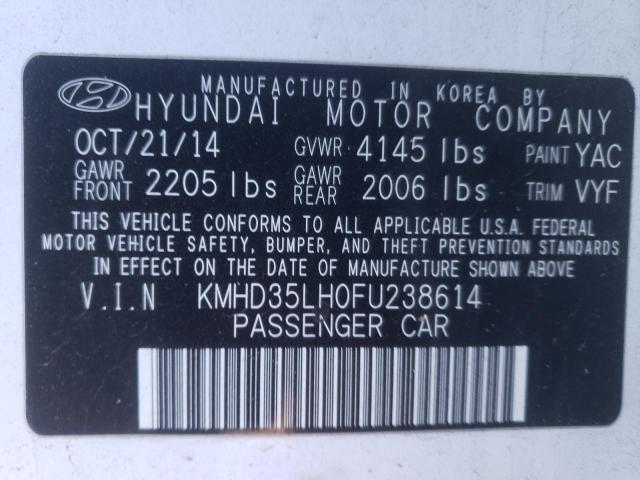 MANUFACTURED IN KOREA BY
HYUNDAI MOTOR COMPANY
OCT/21/14 GVWR 4145 lbs PAINT YAC
GAWR FRONT 2205 lbs GAWR REAR 2006 lbs TRIM VYF
THIS VEHICLE CONFORMS TO ALL APPLICABLE U.S.A. FEDERAL
MOTOR VEHICLE SAFETY, BUMPER, AND THEFT PREVENTION STANDARDS
IN EFFECT ON THE DATE OF MANUFACTURE SHOWN ABOVE
V.I.N KMHD35LH0FU238614
PASSENGER CAR